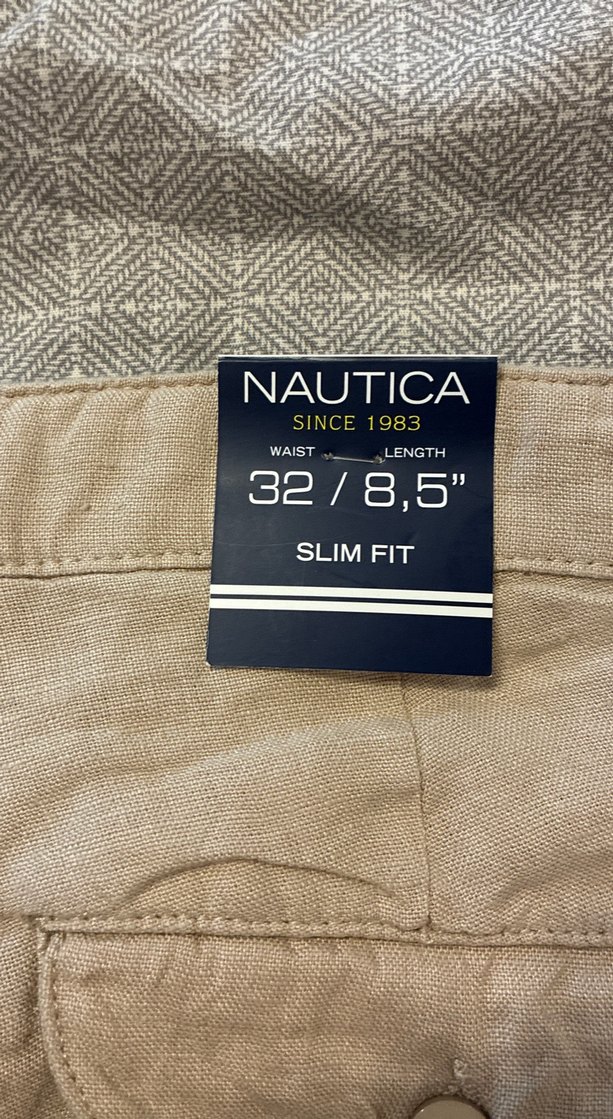 NAUTICA
SINCE 1983
WAIST LENGTH
32 / 8,5”
SLIM FIT